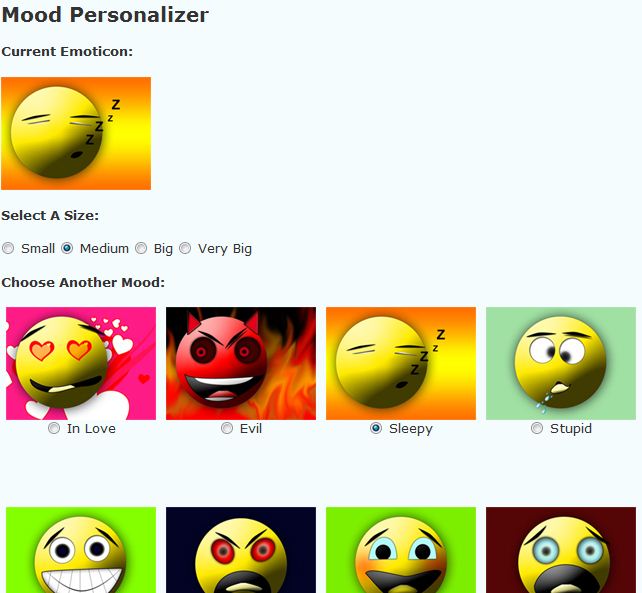 Mood Personalizer
Current Emoticon:
Z
z
Z
Z
Select A Size:
Small Medium Big Very Big
Choose Another Mood:
Z
z
Z
Z
In Love Evil Sleepy Stupid